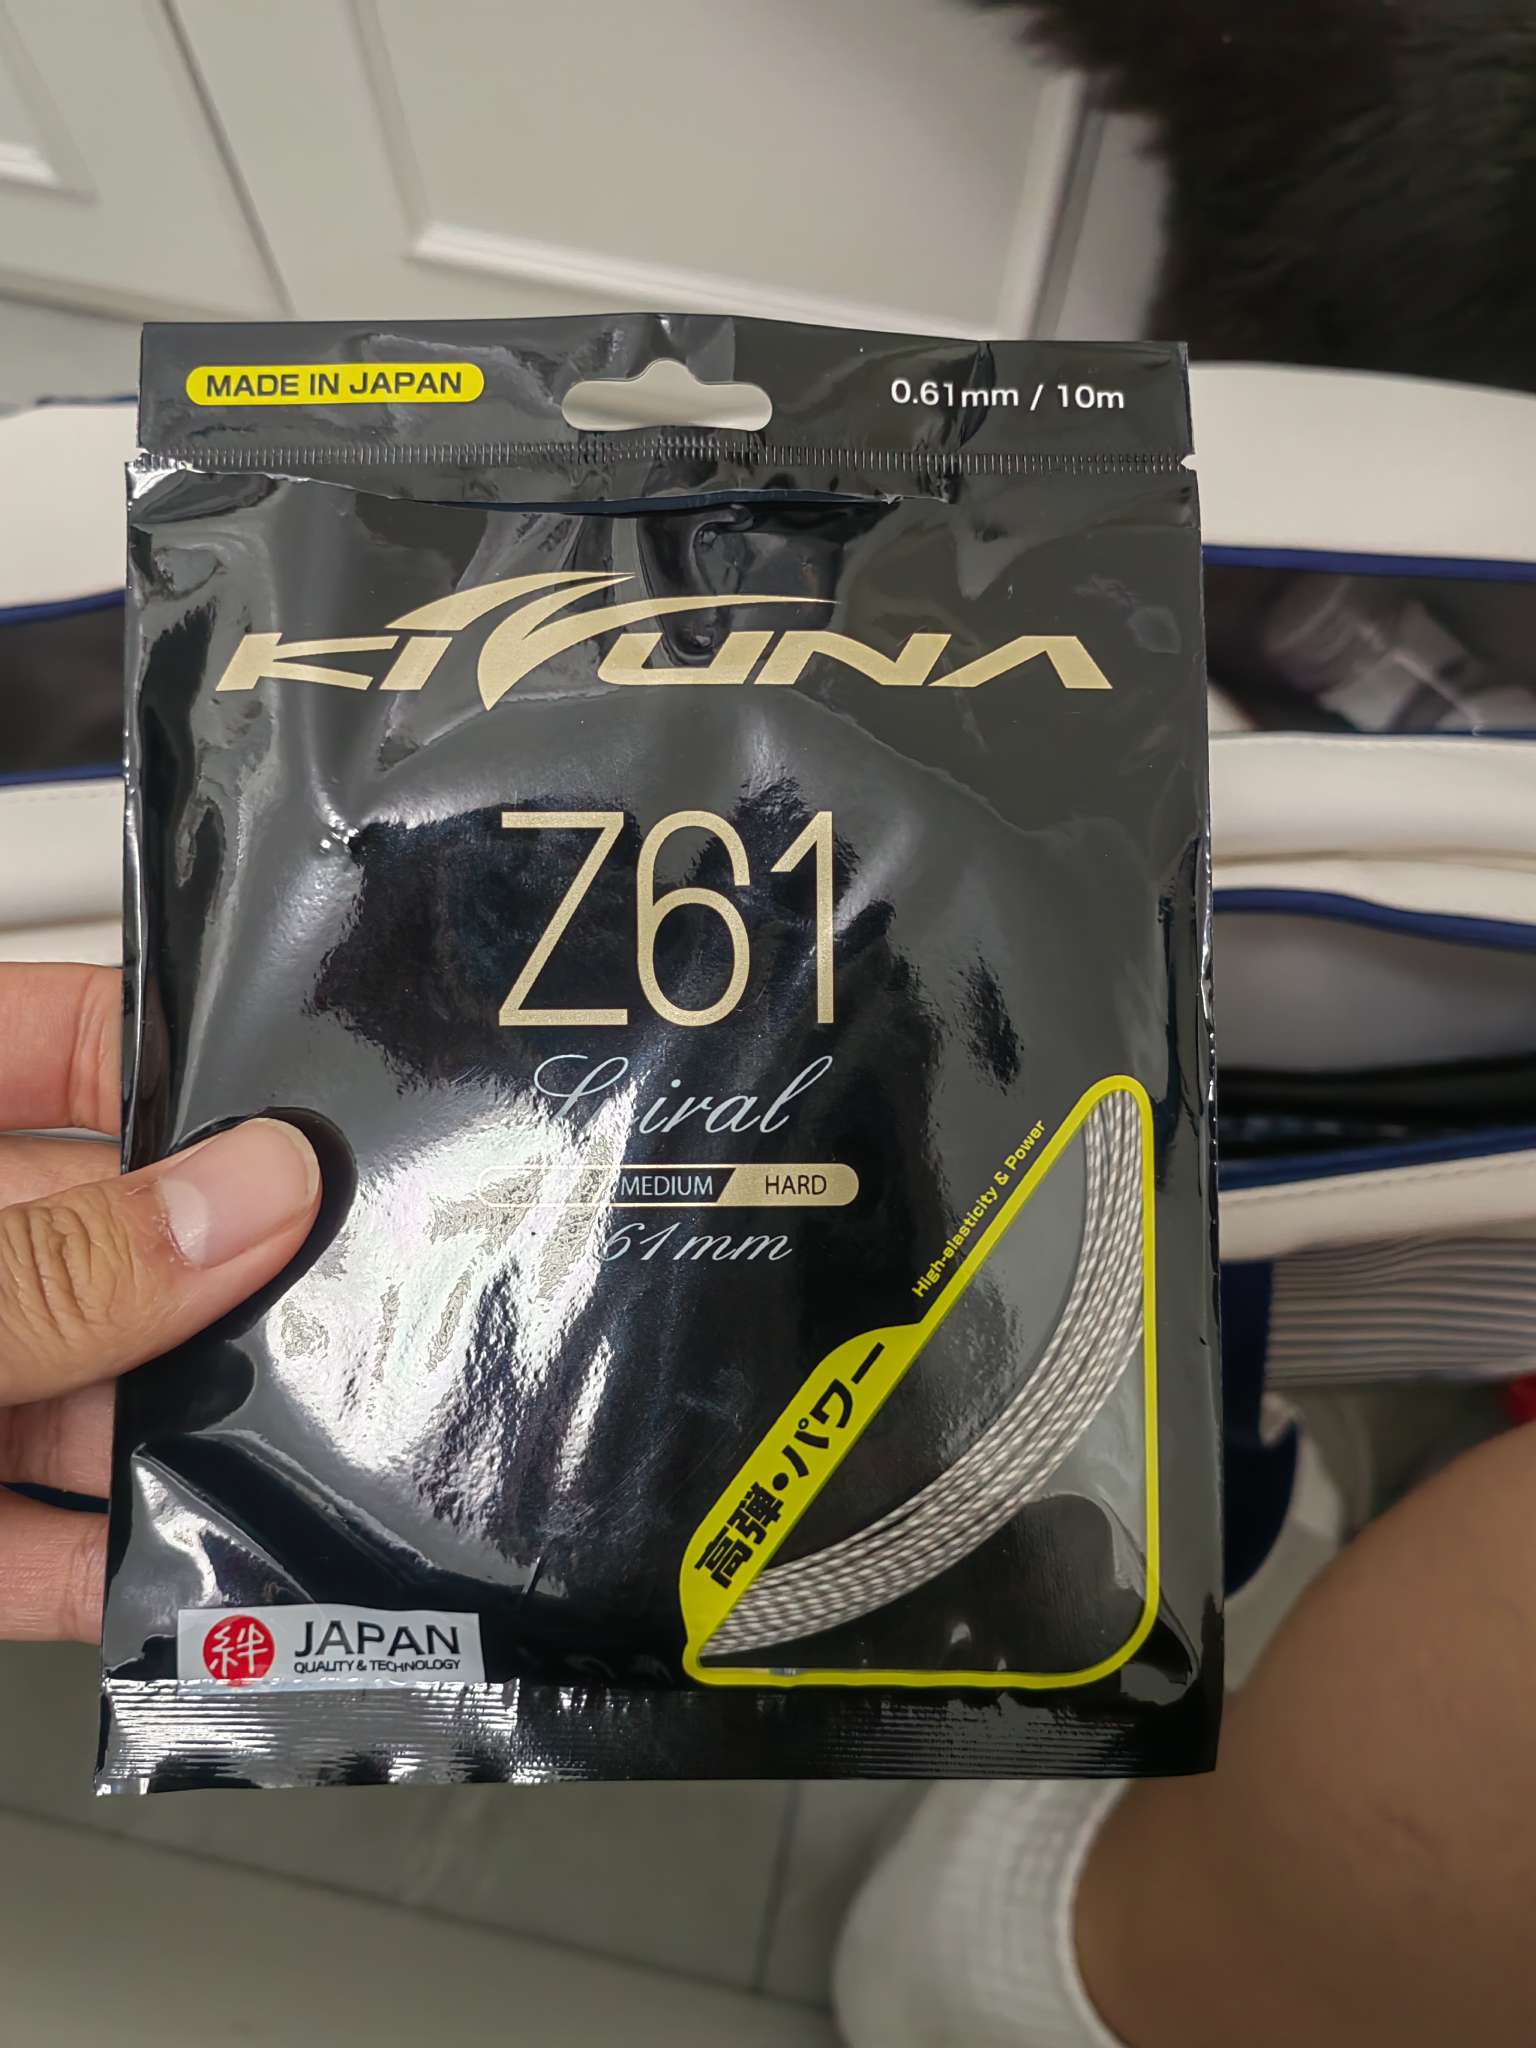 MADE IN JAPAN
0.61mm / 10m
KIZUNA
Z61
Spiral
MEDIUM HARD
61mm
High-elasticity & Power
高弾・パワー
絆 JAPAN
QUALITY & TECHNOLOGY